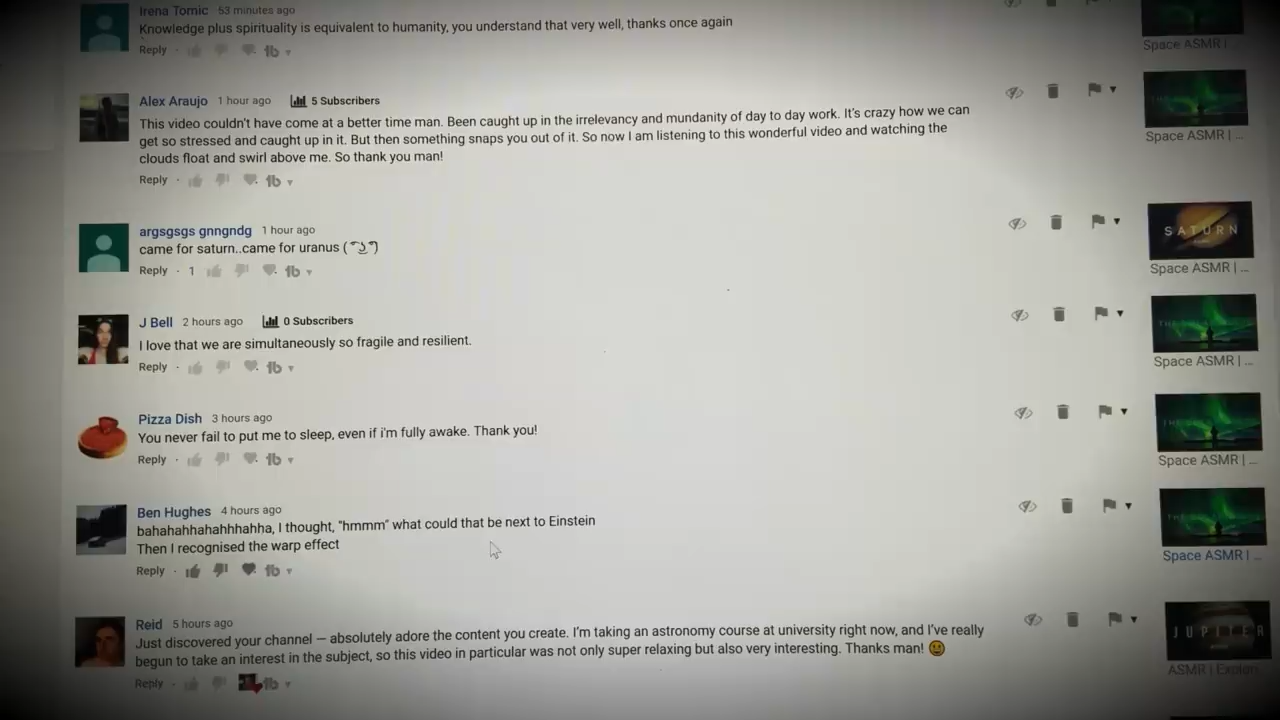 Irena Tomic 53 minutes ago
Knowledge plus spirituality is equivalent to humanity, you understand that very well, thanks once again
Reply
Space ASMR | ...
Alex Araujo 1 hour ago 5 Subscribers
This video couldn't have come at a better time man. Been caught up in the irrelevancy and mundanity of day to day work. It's crazy how we can
get so stressed and caught up in it. But then something snaps you out of it. So now I am listening to this wonderful video and watching the
clouds float and swirl above me. So thank you man!
Reply
Space ASMR | ...
argsgsgs gnngndg 1 hour ago
came for saturn..came for uranus ( ͡° ͜ʖ ͡°)
Reply · 1
SATURN
Space ASMR | ...
J Bell 2 hours ago 0 Subscribers
I love that we are simultaneously so fragile and resilient.
Reply
Space ASMR | ...
Pizza Dish 3 hours ago
You never fail to put me to sleep, even if i'm fully awake. Thank you!
Reply
Space ASMR | ...
Ben Hughes 4 hours ago
bahahahhahahhhahha, I thought, "hmmm" what could that be next to Einstein
Then I recognised the warp effect
Reply
Space ASMR | ...
Reid 5 hours ago
Just discovered your channel — absolutely adore the content you create. I'm taking an astronomy course at university right now, and I've really
begun to take an interest in the subject, so this video in particular was not only super relaxing but also very interesting. Thanks man! 🙂
Reply
JUPITER
ASMR | Explori...